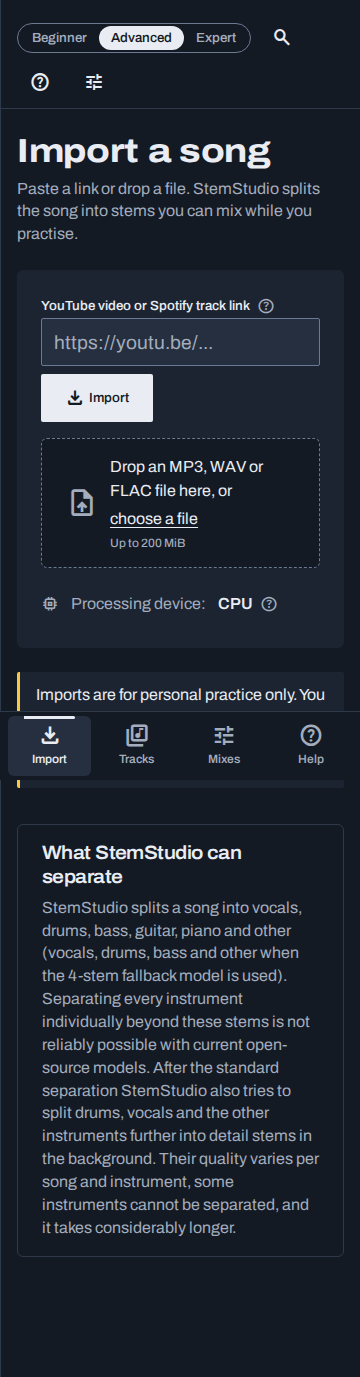 Beginner Advanced Expert
Import a song
Paste a link or drop a file. StemStudio splits
the song into stems you can mix while you
practise.
YouTube video or Spotify track link
https://youtu.be/...
Import
Drop an MP3, WAV or
FLAC file here, or
choose a file
Up to 200 MiB
Processing device: CPU
Imports are for personal practice only. You
Import Tracks Mixes Help
What StemStudio can
separate
StemStudio splits a song into vocals,
drums, bass, guitar, piano and other
(vocals, drums, bass and other when
the 4-stem fallback model is used).
Separating every instrument
individually beyond these stems is not
reliably possible with current open-
source models. After the standard
separation StemStudio also tries to
split drums, vocals and the other
instruments further into detail stems in
the background. Their quality varies per
song and instrument, some
instruments cannot be separated, and
it takes considerably longer.